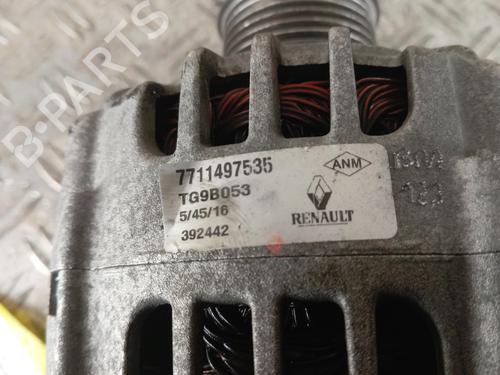 B-PARTS
7711497535
TG9B053
5/45/16
392442
ANM
RENAULT